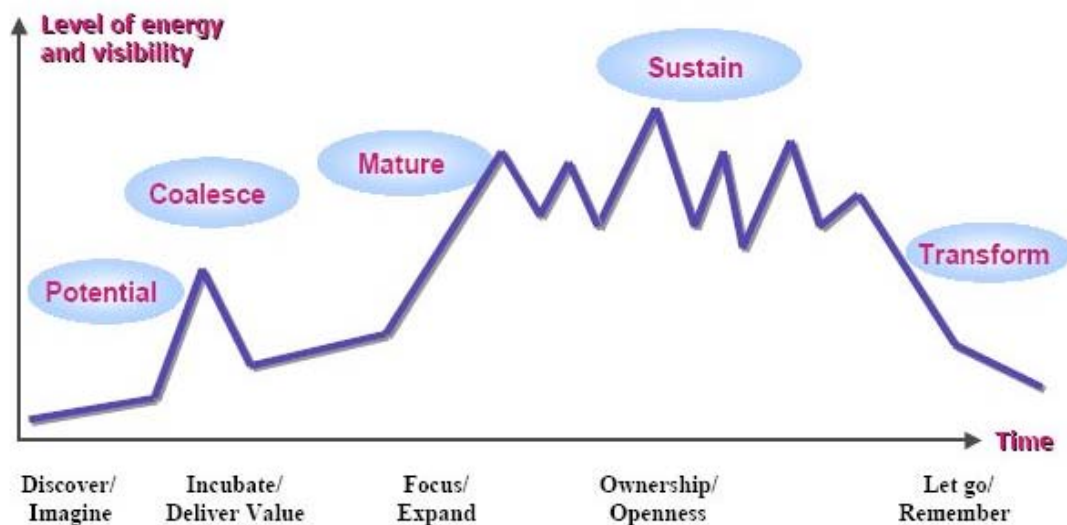 Level of energy
and visibility
Sustain
Mature
Coalesce
Transform
Potential
Time
Discover/
Imagine
Incubate/
Deliver Value
Focus/
Expand
Ownership/
Openness
Let go/
Remember